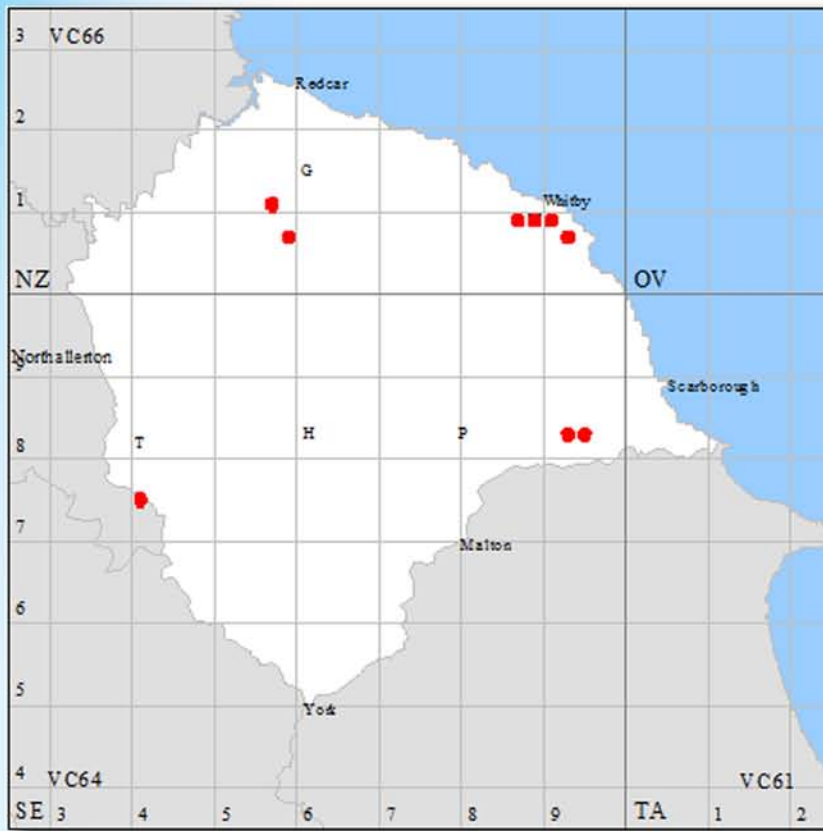 3 VC66
Redcar
2
G
1
Whitby
NZ
OV
Northallerton
9
Scarborough
T H P
8
7
Malton
6
5
York
4
VC64 VC61
SE 3 4 5 6 7 8 9 TA 1 2